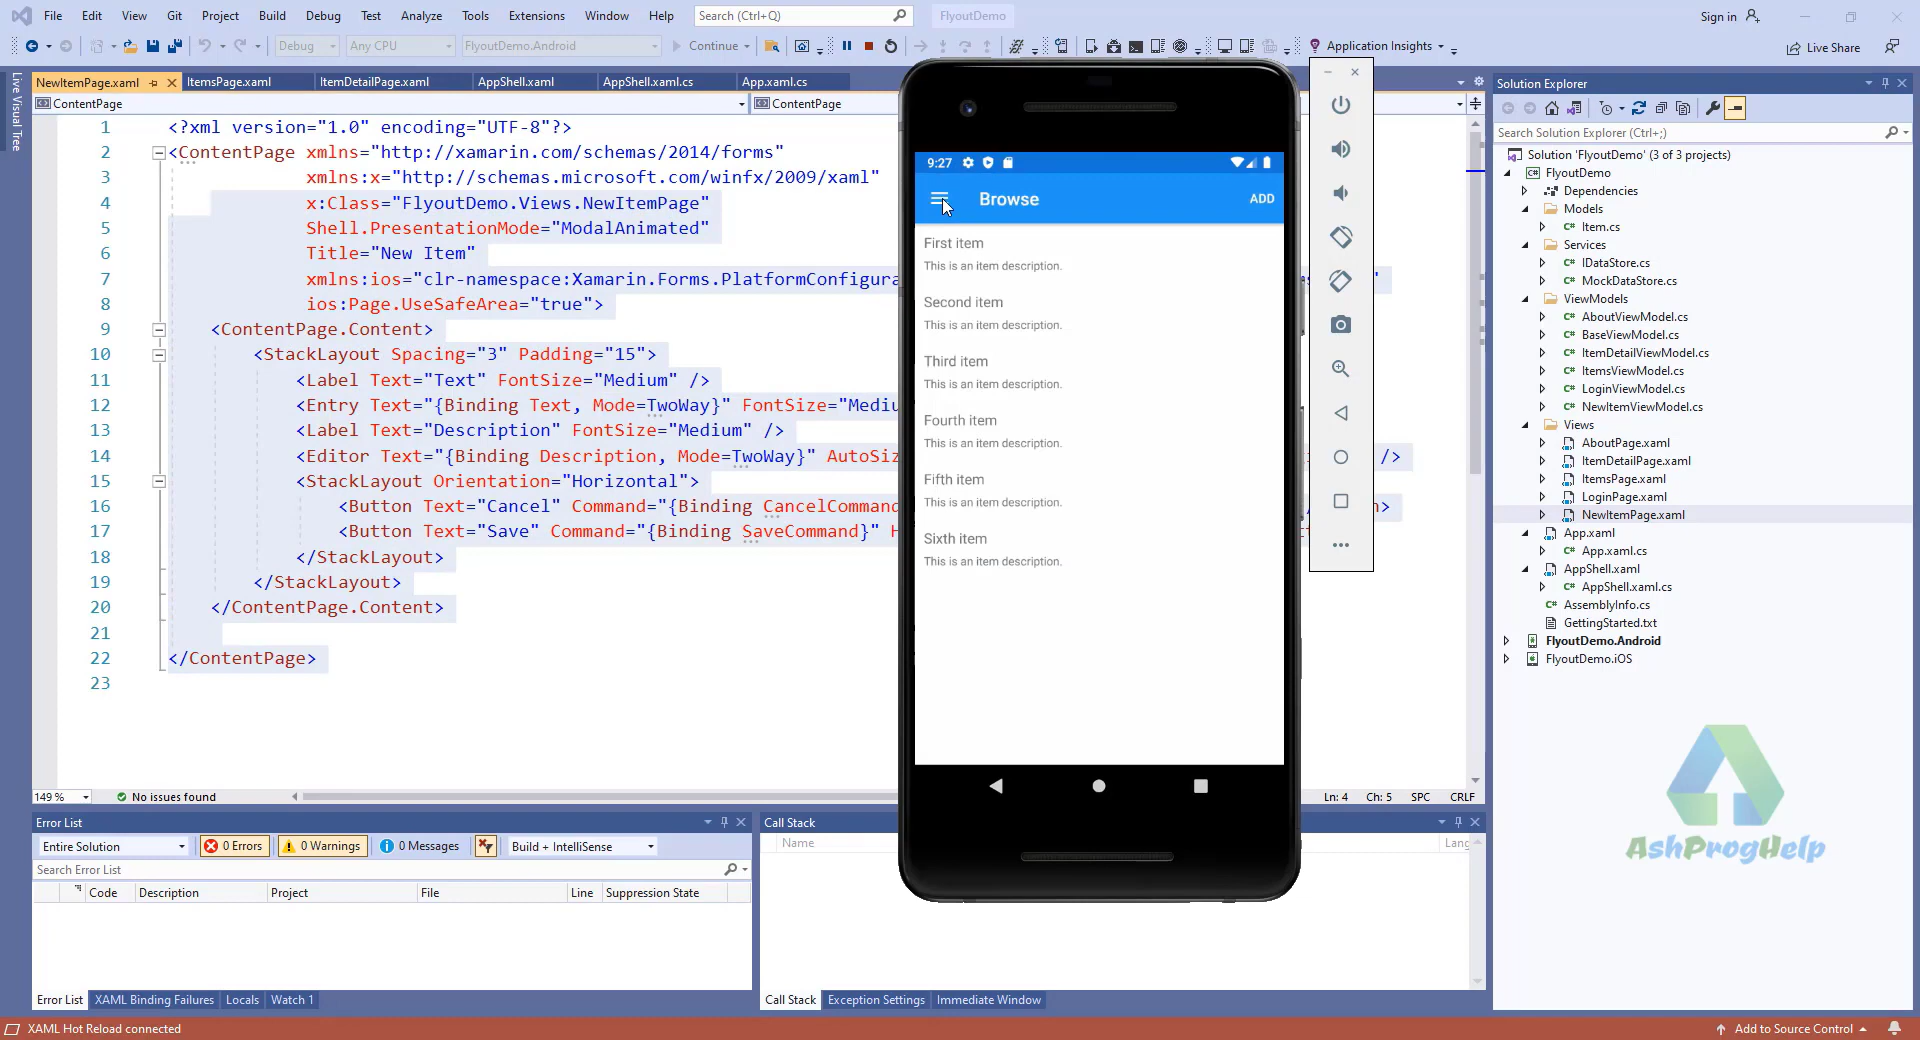 File Edit View Git Project Build Debug Test Analyze Tools Extensions Window Help Search (Ctrl+Q) FlyoutDemo Sign in
Debug Any CPU FlyoutDemo.Android Continue Application Insights Live Share
Live Visual Tree
NewItemPage.xaml ItemsPage.xaml ItemDetailPage.xaml AppShell.xaml AppShell.xaml.cs App.xaml.cs
ContentPage ContentPage
1 <?xml version="1.0" encoding="UTF-8"?>
2 <ContentPage xmlns="http://xamarin.com/schemas/2014/forms"
3 xmlns:x="http://schemas.microsoft.com/winfx/2009/xaml"
4 x:Class="FlyoutDemo.Views.NewItemPage"
5 Shell.PresentationMode="ModalAnimated"
6 Title="New Item"
7 xmlns:ios="clr-namespace:Xamarin.Forms.PlatformConfigura
8 ios:Page.UseSafeArea="true">
9 <ContentPage.Content>
10 <StackLayout Spacing="3" Padding="15">
11 <Label Text="Text" FontSize="Medium" />
12 <Entry Text="{Binding Text, Mode=TwoWay}" FontSize="Mediu
13 <Label Text="Description" FontSize="Medium" />
14 <Editor Text="{Binding Description, Mode=TwoWay}" AutoSiz />
15 <StackLayout Orientation="Horizontal">
16 <Button Text="Cancel" Command="{Binding CancelCommand
17 <Button Text="Save" Command="{Binding SaveCommand}" H
18 </StackLayout>
19 </StackLayout>
20 </ContentPage.Content>
21
22 </ContentPage>
23
149 % No issues found Ln: 4 Ch: 5 SPC CRLF
9:27
Browse ADD
First item
This is an item description.
Second item
This is an item description.
Third item
This is an item description.
Fourth item
This is an item description.
Fifth item
This is an item description.
Sixth item
This is an item description.
Solution Explorer
Search Solution Explorer (Ctrl+;)
Solution 'FlyoutDemo' (3 of 3 projects)
FlyoutDemo
Dependencies
Models
Item.cs
Services
IDataStore.cs
MockDataStore.cs
ViewModels
AboutViewModel.cs
BaseViewModel.cs
ItemDetailViewModel.cs
ItemsViewModel.cs
LoginViewModel.cs
NewItemViewModel.cs
Views
AboutPage.xaml
ItemDetailPage.xaml
ItemsPage.xaml
LoginPage.xaml
NewItemPage.xaml
App.xaml
App.xaml.cs
AppShell.xaml
AppShell.xaml.cs
AssemblyInfo.cs
GettingStarted.txt
FlyoutDemo.Android
FlyoutDemo.iOS
AshProgHelp
Error List
Entire Solution 0 Errors 0 Warnings 0 Messages Build + IntelliSense
Search Error List
Code Description Project File Line Suppression State
Error List XAML Binding Failures Locals Watch 1
Call Stack
Name Lang
Call Stack Exception Settings Immediate Window
XAML Hot Reload connected Add to Source Control